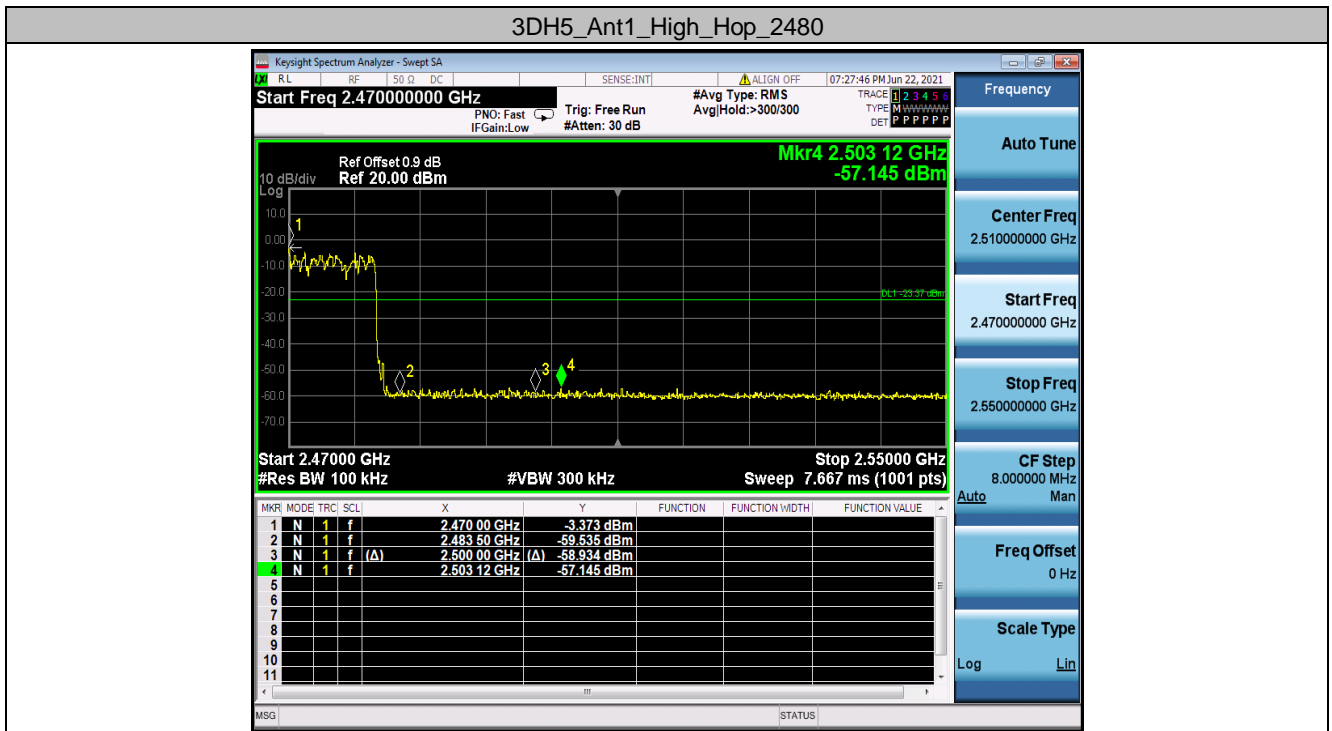 3DH5_Ant1_High_Hop_2480
Keysight Spectrum Analyzer - Swept SA
RL RF 50 Ω DC SENSE:INT ALIGN OFF 07:27:46 PM Jun 22, 2021
Start Freq 2.470000000 GHz
PNO: Fast
IFGain:Low
Trig: Free Run
#Atten: 30 dB
#Avg Type: RMS
Avg|Hold:>300/300
TRACE 1 2 3 4 5 6
TYPE M WWWWW
DET P P P P P P
Frequency
Auto Tune
Center Freq
2.510000000 GHz
Start Freq
2.470000000 GHz
Stop Freq
2.550000000 GHz
CF Step
8.000000 MHz
Auto Man
Freq Offset
0 Hz
Scale Type
Log Lin
Mkr4 2.503 12 GHz
-57.145 dBm
Ref Offset 0.9 dB
10 dB/div Ref 20.00 dBm
Log
10.0
0.00
-10.0
-20.0
-30.0
-40.0
-50.0
-60.0
-70.0
1
2
3
4
DL1 -23.37 dBm
Start 2.47000 GHz Stop 2.55000 GHz
#Res BW 100 kHz #VBW 300 kHz Sweep 7.667 ms (1001 pts)
MKR MODE TRC SCL X Y FUNCTION FUNCTION WIDTH FUNCTION VALUE
1 N 1 f 2.470 00 GHz -3.373 dBm
2 N 1 f 2.483 50 GHz -59.535 dBm
3 N 1 f (Δ) 2.500 00 GHz (Δ) -58.934 dBm
4 N 1 f 2.503 12 GHz -57.145 dBm
5
6
7
8
9
10
11
MSG STATUS